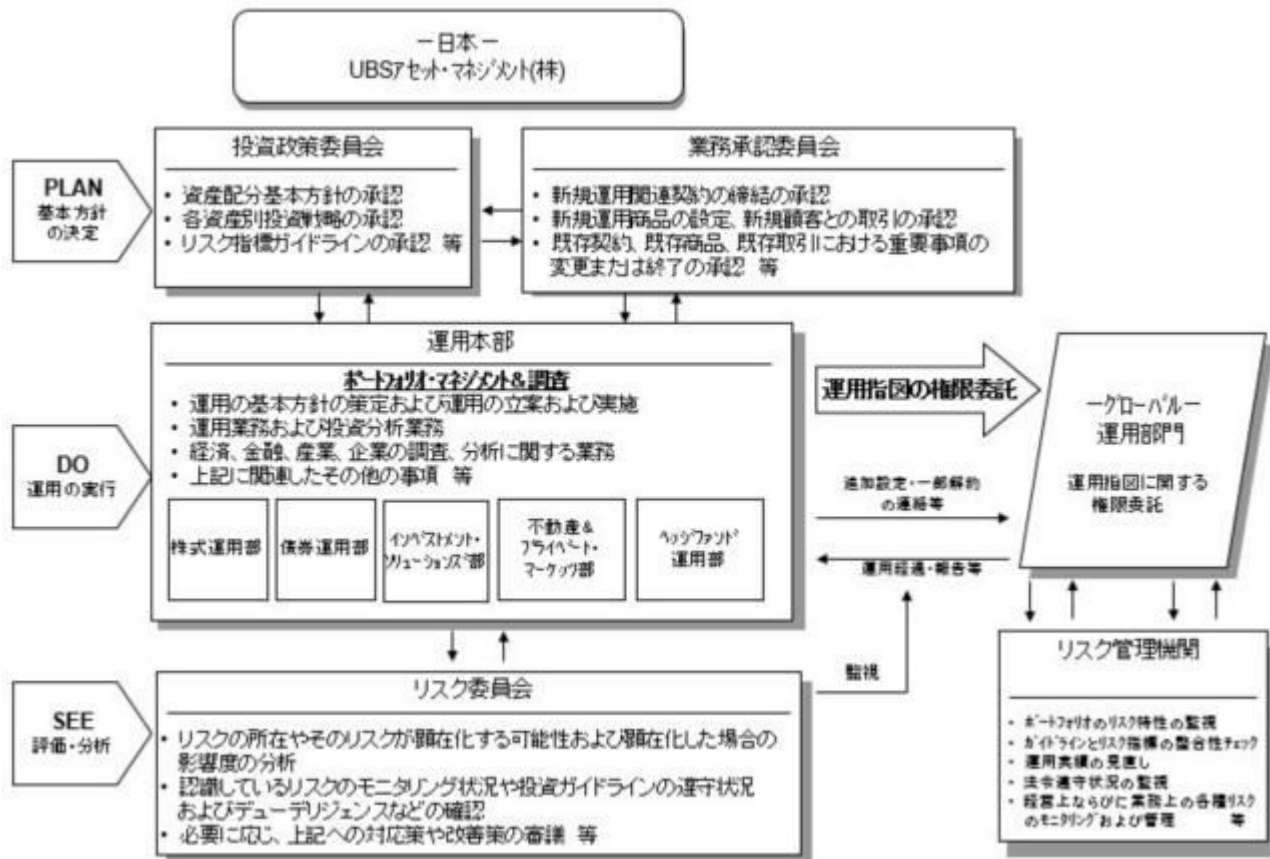 －日本－
UBSアセット・マネジメント(株)
PLAN
基本方針
の決定
投資政策委員会
・ 資産配分基本方針の承認
・ 各資産別投資戦略の承認
・ リスク指標ガイドラインの承認 等
業務承認委員会
・ 新規運用関連契約の締結の承認
・ 新規運用商品の設定、新規顧客との取引の承認
・ 既存契約、既存商品、既存取引における重要事項の
変更または終了の承認 等
DO
運用の実行
運用本部
ポートフォリオ・マネジメント&調査
・ 運用の基本方針の策定および運用の立案および実施
・ 運用業務および投資分析業務
・ 経済、金融、産業、企業の調査、分析に関する業務
・ 上記に関連したその他の事項 等
株式運用部
債券運用部
インベストメント・
ソリューションズ部
不動産&
プライベート・
マーケッツ部
ヘッジファンド
運用部
運用指図の権限委託
追加設定・一部解約
の連絡等
運用経過・報告等
監視
－グローバル－
運用部門
運用指図に関する
権限委託
SEE
評価・分析
リスク委員会
・ リスクの所在やそのリスクが顕在化する可能性および顕在化した場合の
影響度の分析
・ 認識しているリスクのモニタリング状況や投資ガイドラインの遵守状況
およびデューデリジェンスなどの確認
・ 必要に応じ、上記への対応策や改善策の審議 等
リスク管理機関
・ ポートフォリオのリスク特性の監視
・ ガイドラインとリスク指標の整合性チェック
・ 運用実績の見直し
・ 法令遵守状況の監視
・ 経営上ならびに業務上の各種リスク
のモニタリングおよび管理 等